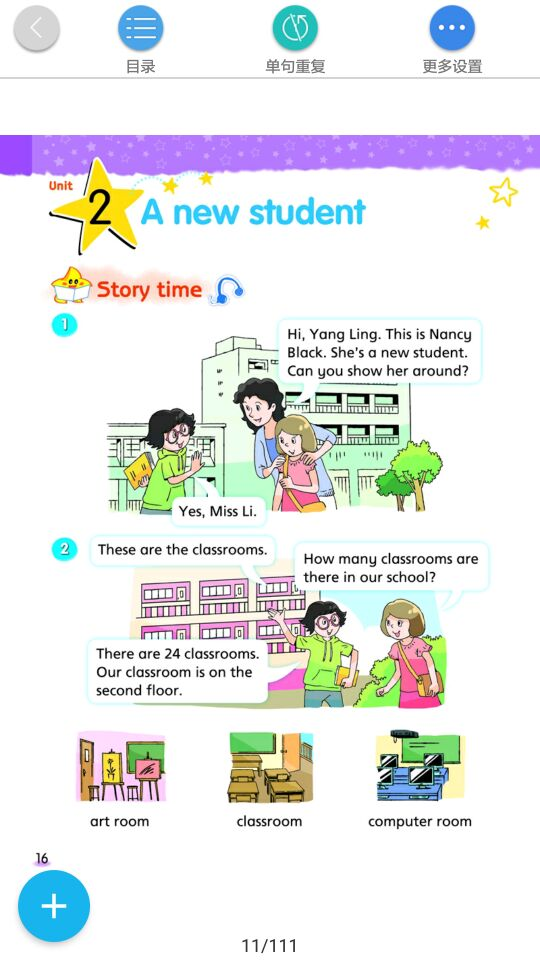 目录
单句重复
更多设置
Unit
2
A new student
Story time
1
Hi, Yang Ling. This is Nancy
Black. She's a new student.
Can you show her around?
Yes, Miss Li.
2
These are the classrooms.
How many classrooms are
there in our school?
There are 24 classrooms.
Our classroom is on the
second floor.
art room
classroom
computer room
16
11/111